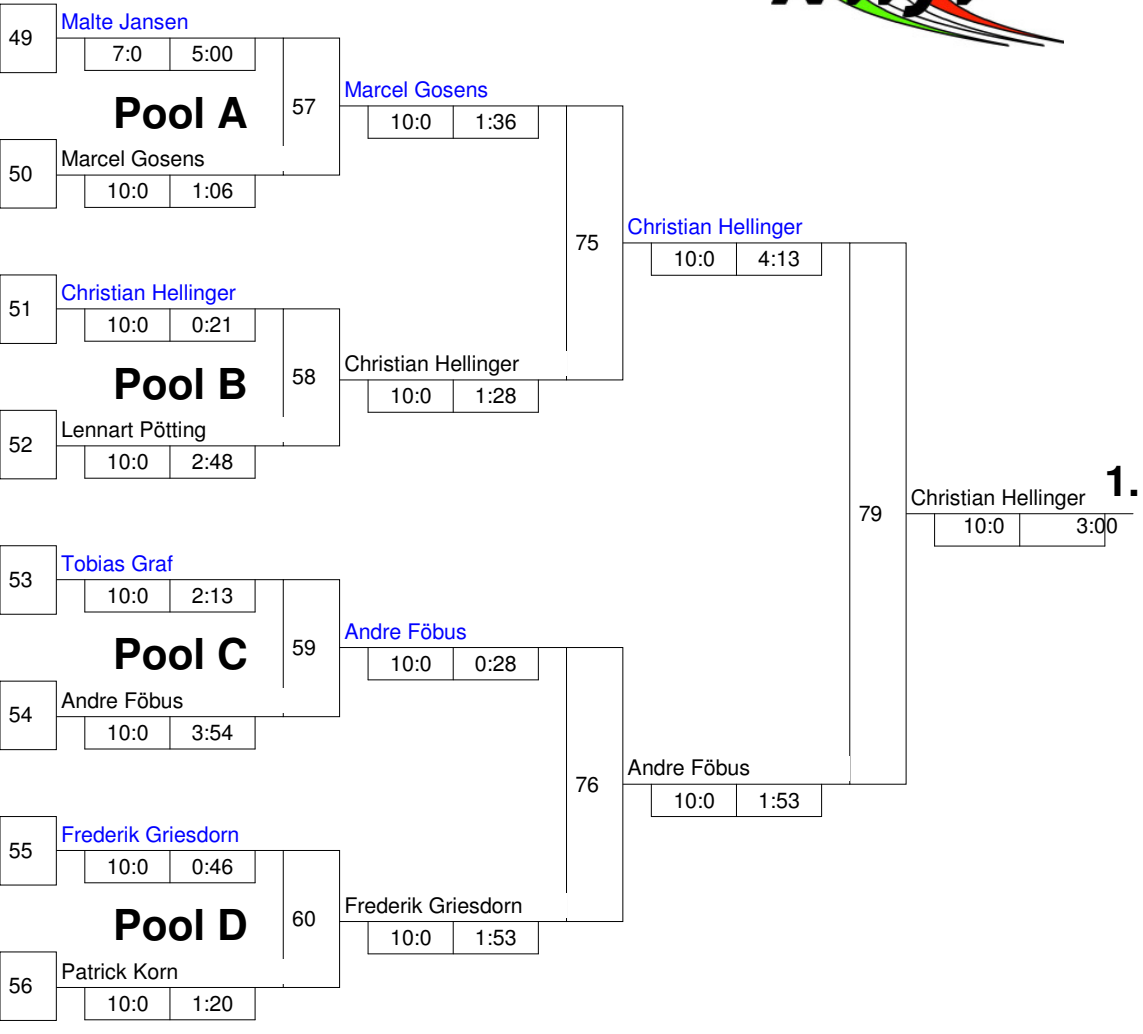 49
Malte Jansen
7:0 5:00
Pool A
57
50
Marcel Gosens
10:0 1:06
Marcel Gosens
10:0 1:36
51
Christian Hellinger
10:0 0:21
Pool B
58
52
Lennart Pötting
10:0 2:48
Christian Hellinger
10:0 1:28
75
Christian Hellinger
10:0 4:13
53
Tobias Graf
10:0 2:13
Pool C
59
54
Andre Föbus
10:0 3:54
Andre Föbus
10:0 0:28
55
Frederik Griesdorn
10:0 0:46
Pool D
60
56
Patrick Korn
10:0 1:20
Frederik Griesdorn
10:0 1:53
76
Andre Föbus
10:0 1:53
79
Christian Hellinger 1.
10:0 3:00